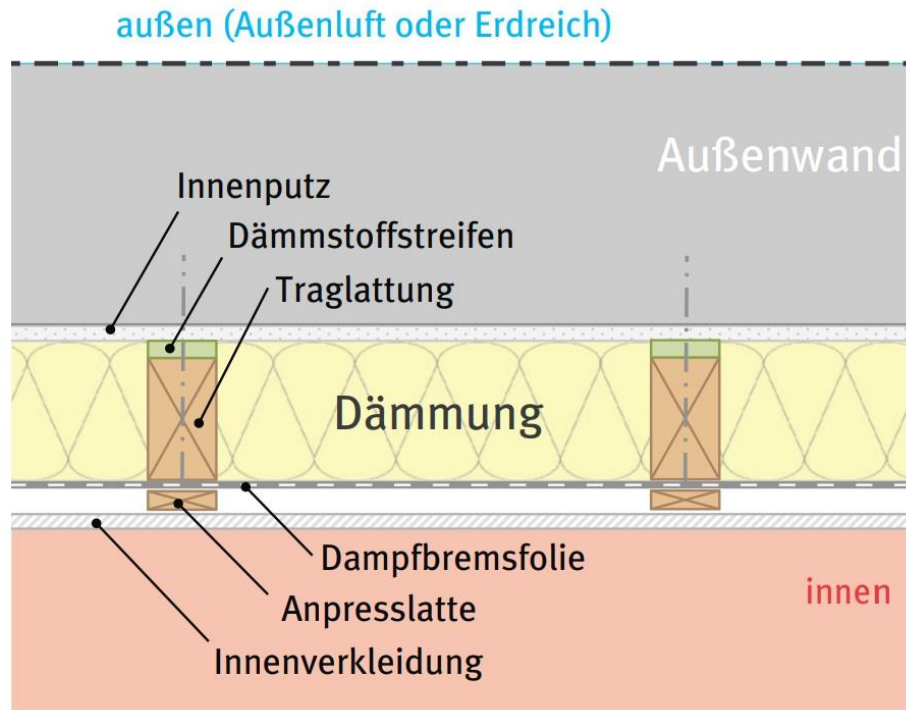 außen (Außenluft oder Erdreich)
Außenwand
Innenputz
Dämmstoffstreifen
Traglattung
Dämmung
Dampfbremsfolie
innen
Anpresslatte
Innenverkleidung